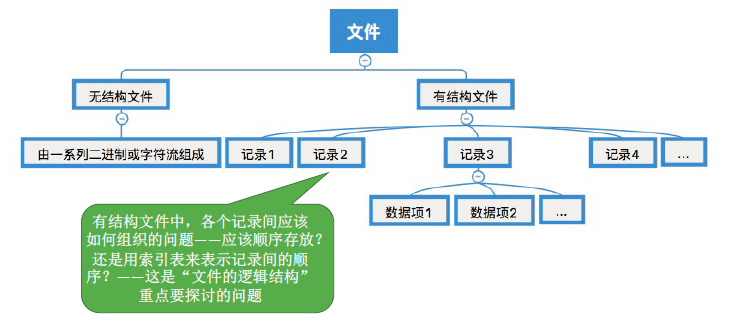 文件
无结构文件
有结构文件
由一系列二进制或字符流组成
记录1
记录2
记录3
记录4
...
数据项1
数据项2
...
有结构文件中，各个记录间应该
如何组织的问题——应该顺序存放？
还是用索引表来表示记录间的顺
序？——这是“文件的逻辑结构”
重点要探讨的问题